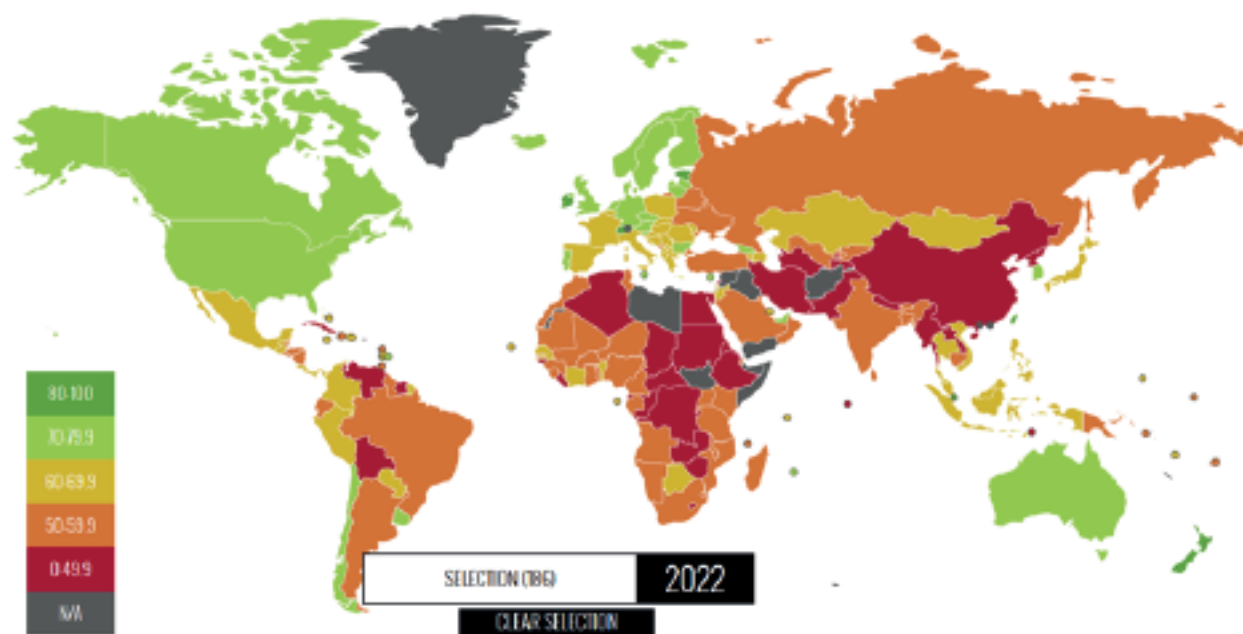 80-100
70-79.9
60-69.9
50-59.9
0-49.9
N/A
SELECTION (186)
2022
CLEAR SELECTION